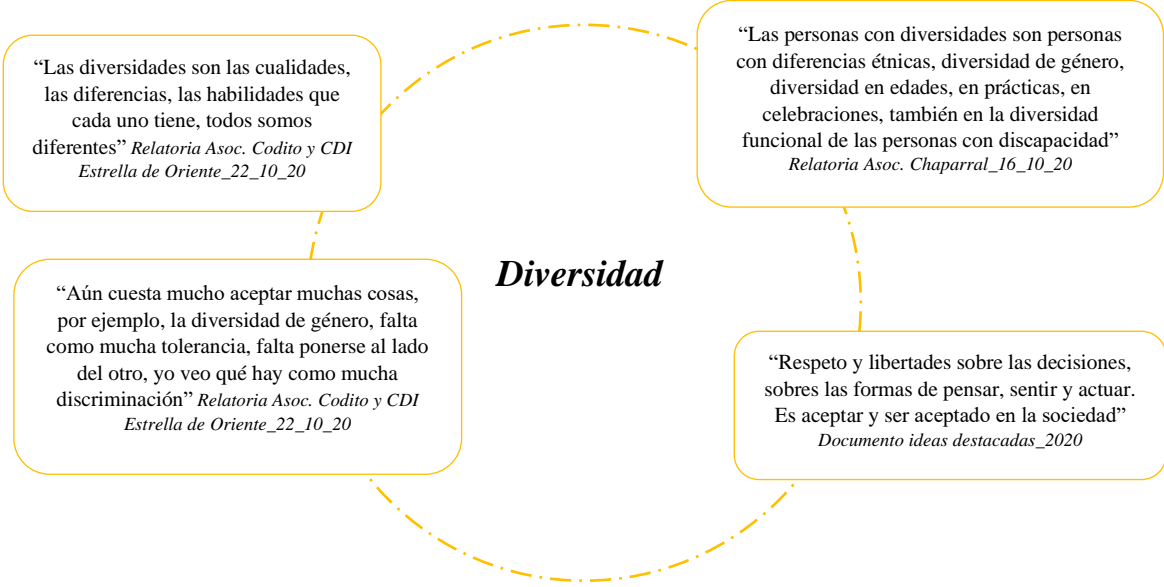 “Las diversidades son las cualidades,
las diferencias, las habilidades que
cada uno tiene, todos somos
diferentes” Relatoria Asoc. Codito y CDI
Estrella de Oriente_22_10_20
“Las personas con diversidades son personas
con diferencias étnicas, diversidad de género,
diversidad en edades, en prácticas, en
celebraciones, también en la diversidad
funcional de las personas con discapacidad”
Relatoria Asoc. Chaparral_16_10_20
Diversidad
“Aún cuesta mucho aceptar muchas cosas,
por ejemplo, la diversidad de género, falta
como mucha tolerancia, falta ponerse al lado
del otro, yo veo qué hay como mucha
discriminación” Relatoria Asoc. Codito y CDI
Estrella de Oriente_22_10_20
“Respeto y libertades sobre las decisiones,
sobres las formas de pensar, sentir y actuar.
Es aceptar y ser aceptado en la sociedad”
Documento ideas destacadas_2020